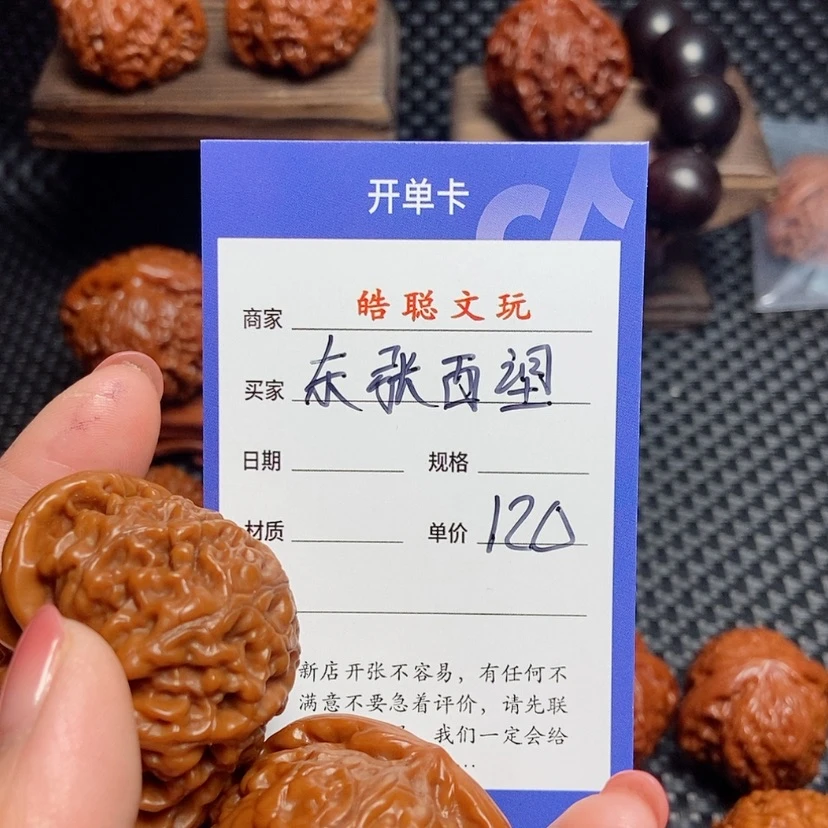 开单卡
商家 皓聪文玩
买家 东张西望
日期 规格
材质 单价 120
新店开张不容易，有任何不
满意不要急着评价，请先联
我们一定会给